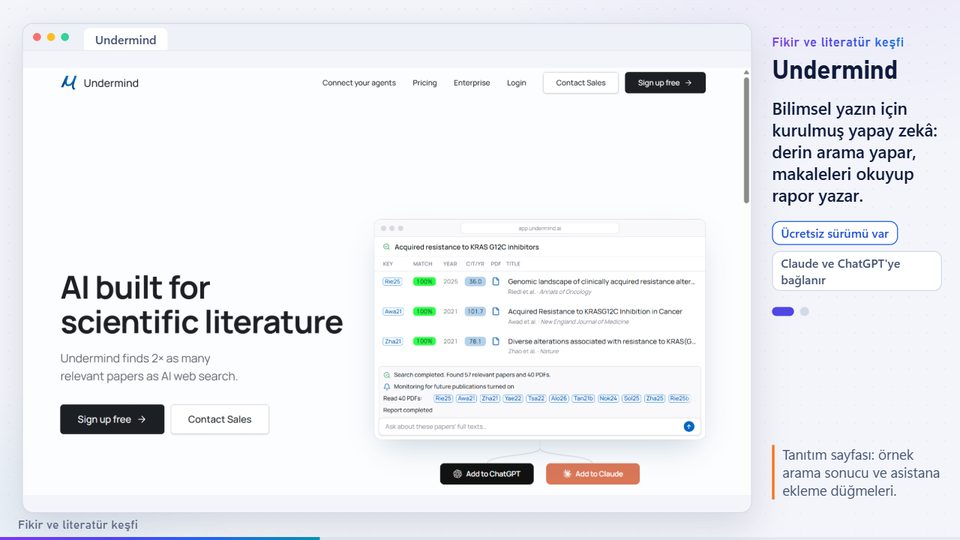 Undermind
Undermind
Connect your agents
Pricing
Enterprise
Login
Contact Sales
Sign up free →
AI built for
scientific literature
Undermind finds 2× as many
relevant papers as AI web search.
Sign up free →
Contact Sales
app.undermind.ai
Acquired resistance to KRAS G12C inhibitors
KEY MATCH YEAR CIT/YR PDF TITLE
Rie25 100% 2025 36.0 Genomic landscape of clinically acquired resistance alter...
Riedl et al. · Annals of Oncology
Awa21 100% 2021 101.7 Acquired Resistance to KRASG12C Inhibition in Cancer
Awad et al. · New England Journal of Medicine
Zha21 100% 2021 78.1 Diverse alterations associated with resistance to KRAS(G...
Zhao et al. · Nature
Search completed. Found 57 relevant papers and 40 PDFs.
Monitoring for future publications turned on
Read 40 PDFs: Rie25 Awa21 Zha21 Yae22 Tsa22 Alo26 Tan21b Nok24 Sol25 Zha25 Rie25b
Report completed
Ask about these papers' full texts...
Add to ChatGPT
Add to Claude
Fikir ve literatür keşfi
Undermind
Bilimsel yazın için
kurulmuş yapay zekâ:
derin arama yapar,
makaleleri okuyup
rapor yazar.
Ücretsiz sürümü var
Claude ve ChatGPT'ye
bağlanır
Tanıtım sayfası: örnek
arama sonucu ve asistana
ekleme düğmeleri.
Fikir ve literatür keşfi